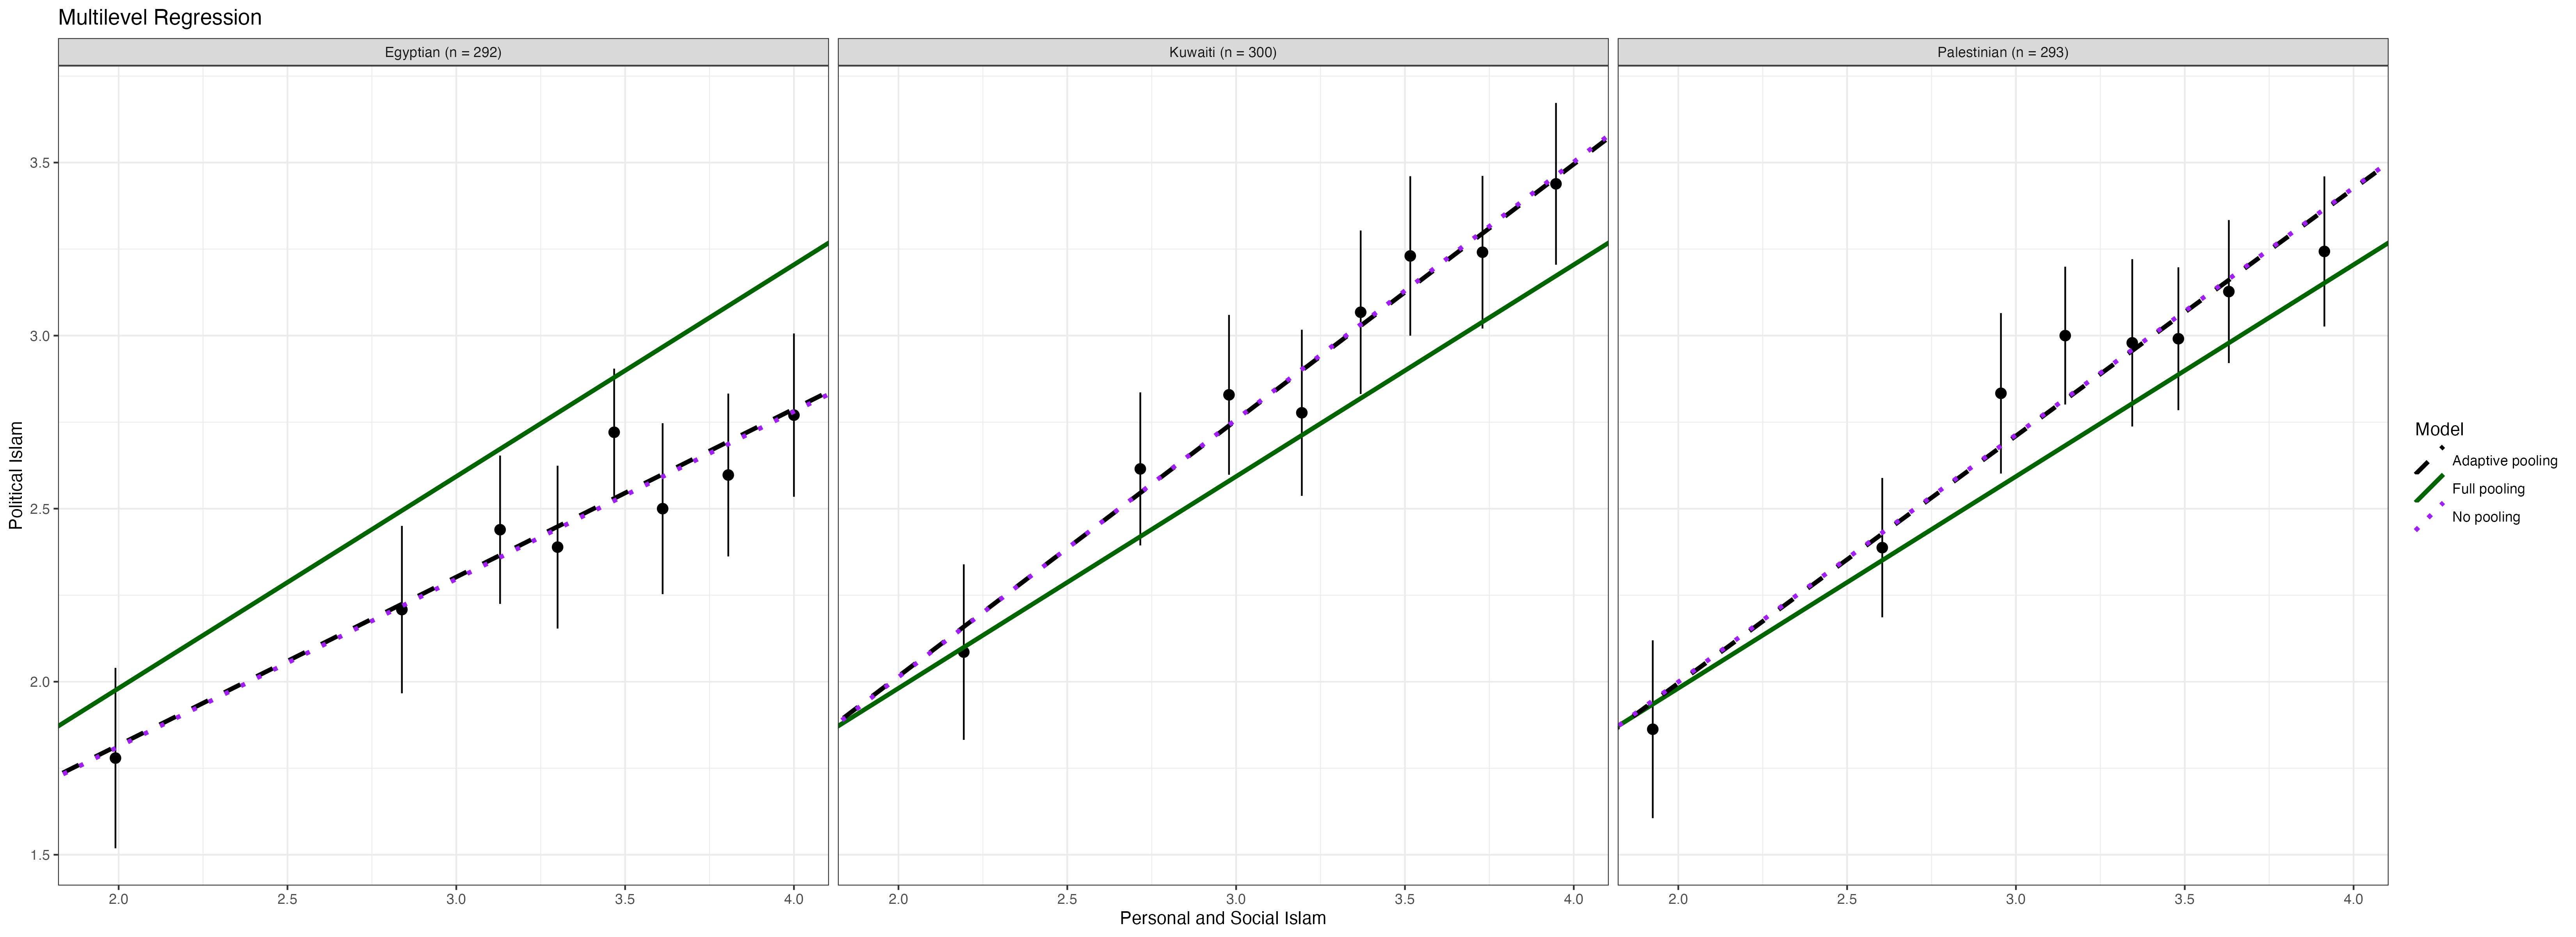 Multilevel Regression
Egyptian (n = 292)
Kuwaiti (n = 300)
Palestinian (n = 293)
Political Islam
3.5
3.0
2.5
2.0
1.5
2.0 2.5 3.0 3.5 4.0
2.0 2.5 3.0 3.5 4.0
2.0 2.5 3.0 3.5 4.0
Personal and Social Islam
Model
Adaptive pooling
Full pooling
No pooling